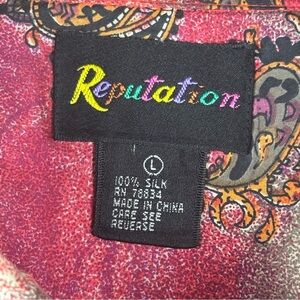 Reputation
L
100% SILK
RN 78834
MADE IN CHINA
CARE SEE
REVERSE